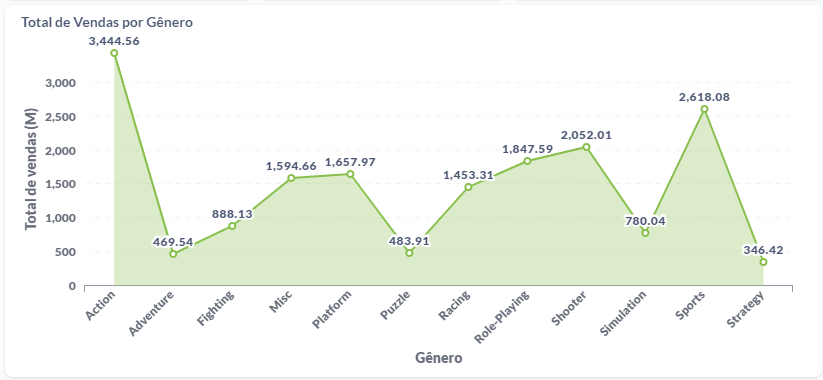 Total de Vendas por Gênero
3,444.56
2,618.08
2,052.01
1,847.59
1,594.66
1,657.97
1,453.31
888.13
780.04
469.54
483.91
346.42
3,000
2,500
2,000
1,500
1,000
500
0
Total de vendas (M)
Action
Adventure
Fighting
Misc
Platform
Puzzle
Racing
Role-Playing
Shooter
Simulation
Sports
Strategy
Gênero